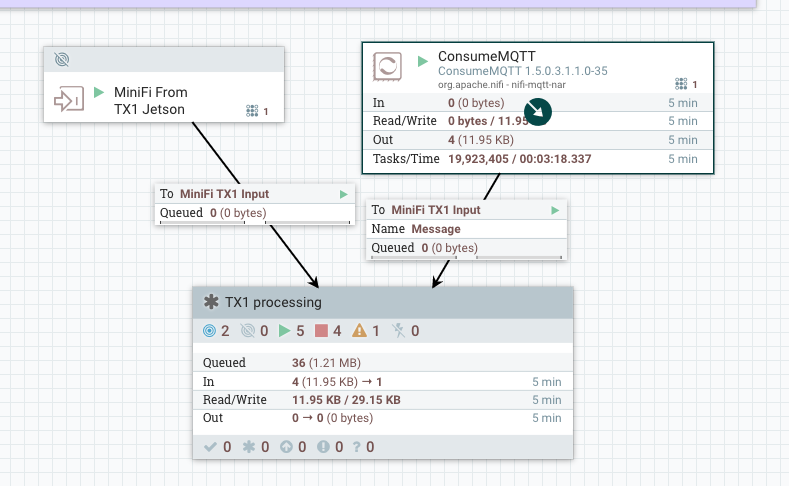 MiniFi From
TX1 Jetson
1
ConsumeMQTT
ConsumeMQTT 1.5.0.3.1.1.0-35
org.apache.nifi - nifi-mqtt-nar
1
In 0 (0 bytes) 5 min
Read/Write 0 bytes / 11.95 5 min
Out 4 (11.95 KB) 5 min
Tasks/Time 19,923,405 / 00:03:18.337 5 min
To MiniFi TX1 Input
Queued 0 (0 bytes)
To MiniFi TX1 Input
Name Message
Queued 0 (0 bytes)
TX1 processing
2 0 5 4 1 0
Queued 36 (1.21 MB)
In 4 (11.95 KB) → 1 5 min
Read/Write 11.95 KB / 29.15 KB 5 min
Out 0 → 0 (0 bytes) 5 min
0 0 0 0 ? 0